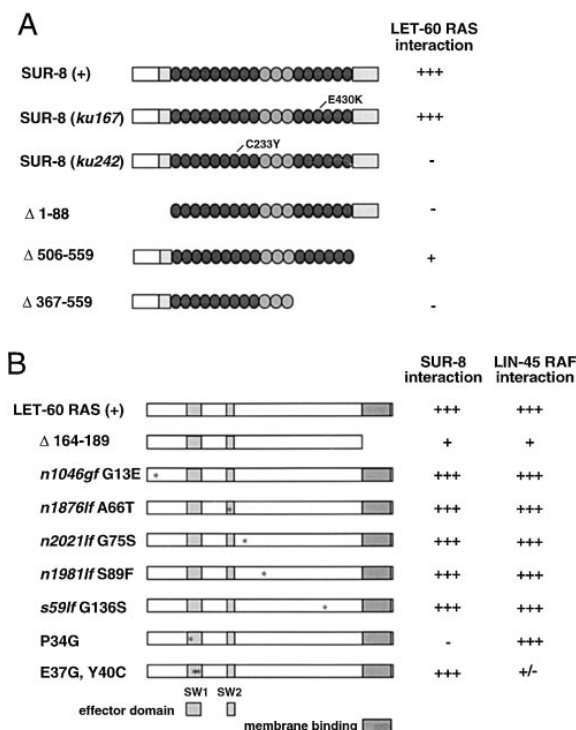 A
LET-60 RAS
interaction
SUR-8 (+) +++
E430K
SUR-8 (ku167) +++
C233Y
SUR-8 (ku242) -
Δ 1-88 -
Δ 506-559 +
Δ 367-559 -
B
SUR-8 LIN-45 RAF
interaction interaction
LET-60 RAS (+) +++ +++
Δ 164-189 + +
n1046gf G13E +++ +++
n1876lf A66T +++ +++
n2021lf G75S +++ +++
n1981lf S89F +++ +++
s59lf G136S +++ +++
P34G - +++
E37G, Y40C +++ +/-
SW1 SW2
effector domain
membrane binding